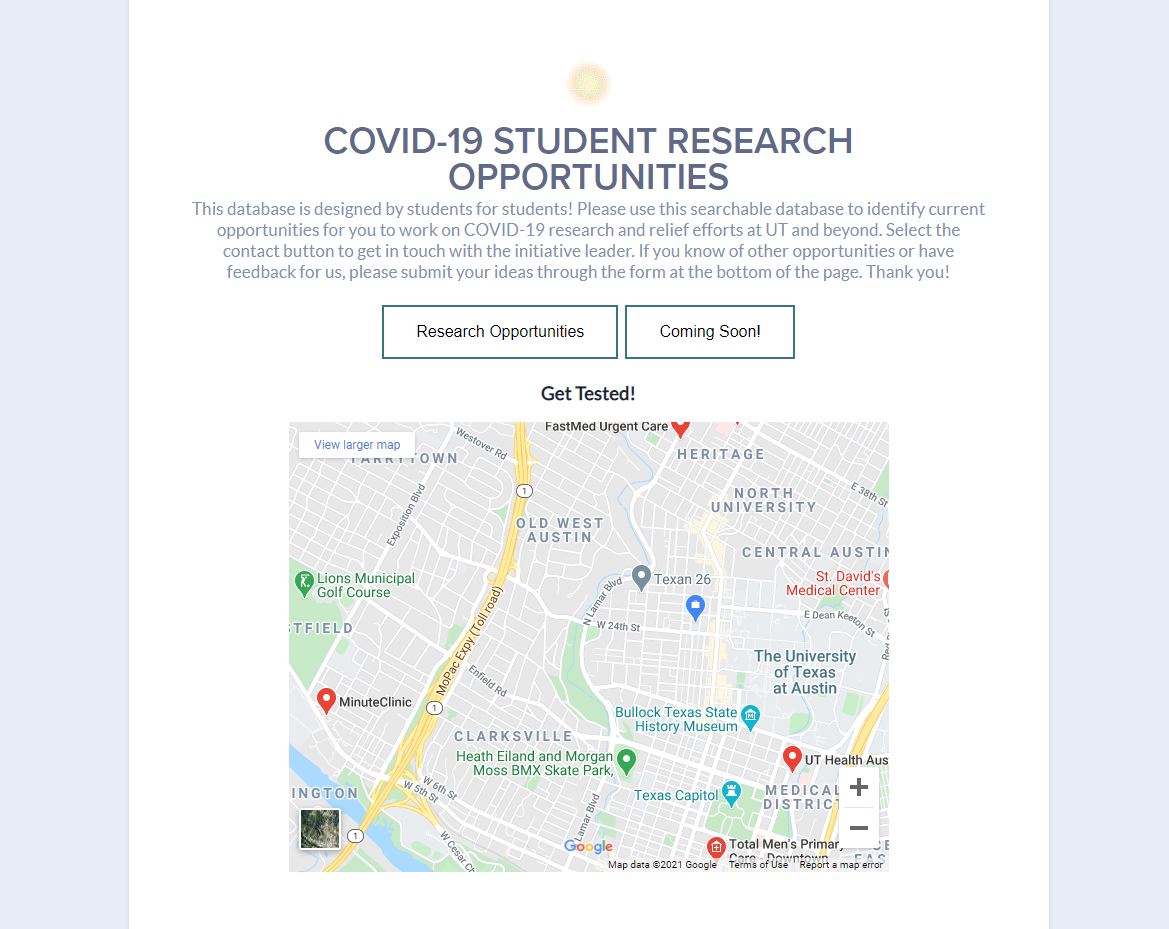 COVID-19 STUDENT RESEARCH
OPPORTUNITIES
This database is designed by students for students! Please use this searchable database to identify current
opportunities for you to work on COVID-19 research and relief efforts at UT and beyond. Select the
contact button to get in touch with the initiative leader. If you know of other opportunities or have
feedback for us, please submit your ideas through the form at the bottom of the page. Thank you!
Research Opportunities
Coming Soon!
Get Tested!
View larger map
TARRYTOWN
Westover Rd
FastMed Urgent Care
HERITAGE
1
Exposition Blvd
NORTH
UNIVERSITY
E 38th St
OLD WEST
AUSTIN
CENTRAL AUSTIN
Lions Municipal
Golf Course
Texan 26
St. David's
Medical Center
N Lamar Blvd
MoPac Expy (Toll road)
W 24th St
E Dean Keeton St
Red
STFIELD
The University
of Texas
at Austin
Enfield Rd
MinuteClinic
1
Bullock Texas State
History Museum
CLARKSVILLE
Heath Eiland and Morgan
Moss BMX Skate Park,
UT Health Aus
W 6th St
W 5th St
INGTON
Texas Capitol
MEDICAL
DISTRICT
Lamar Blvd
1
W Cesar Ch
Google
Total Men's Primary
Care - Downtown
EAS
Map data ©2021 Google
Terms of Use
Report a map error